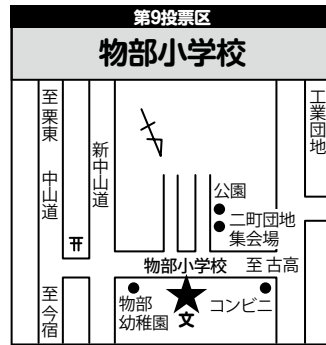 第9投票区
物部小学校
至栗東
中山道
新中山道
工業団地
公園
二町団地
集会場
物部小学校
至古高
至今宿
物部
幼稚園
文
コンビニ